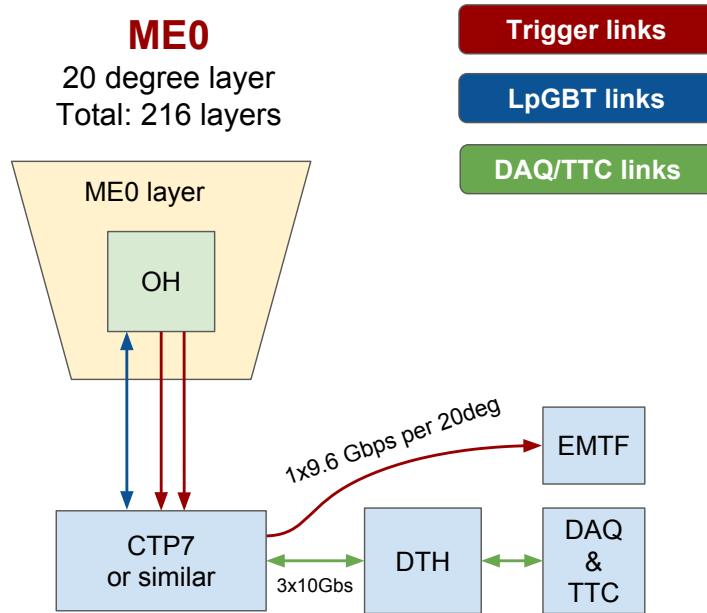 ME0
20 degree layer
Total: 216 layers
Trigger links
LpGBT links
DAQ/TTC links
ME0 layer
OH
1x9.6 Gbps per 20deg
EMTF
CTP7
or similar
3x10Gbs
DTH
DAQ
&
TTC